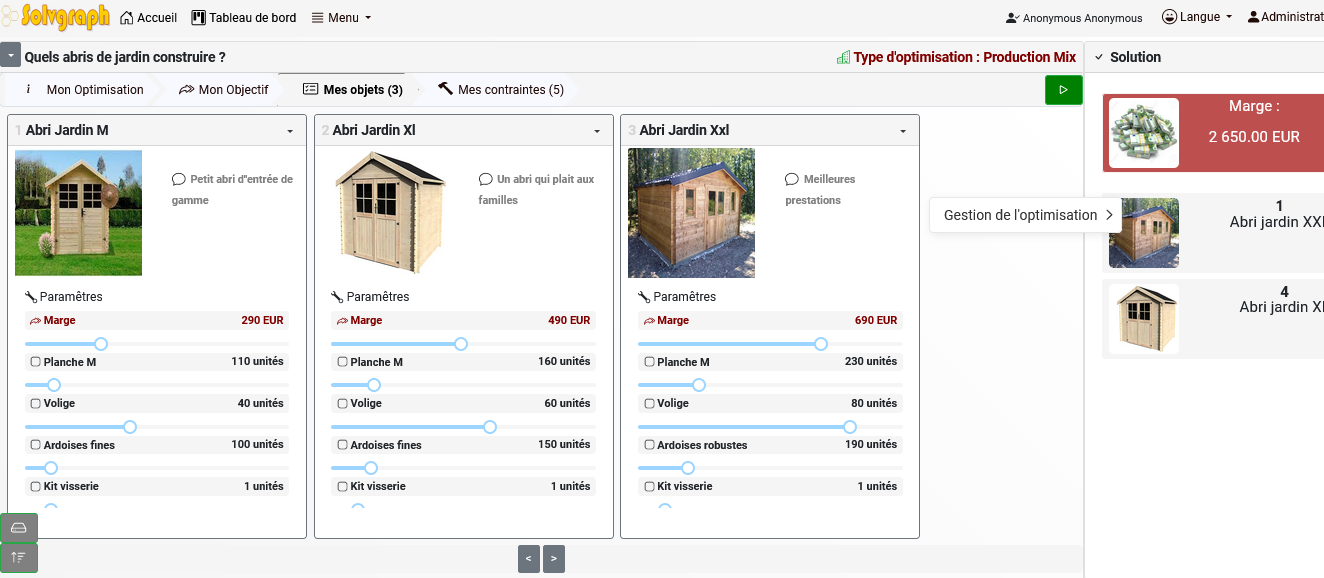 Solvgraph Accueil Tableau de bord Menu Anonymous Anonymous Langue Administrat
Quels abris de jardin construire ? Type d'optimisation : Production Mix Solution
i Mon Optimisation Mon Objectif Mes objets (3) Mes contraintes (5)
Marge :
2 650.00 EUR
1 Abri Jardin M
Petit abri d"entrée de
gamme
Paramètres
Marge 290 EUR
Planche M 110 unités
Volige 40 unités
Ardoises fines 100 unités
Kit visserie 1 unités
2 Abri Jardin Xl
Un abri qui plait aux
familles
Paramètres
Marge 490 EUR
Planche M 160 unités
Volige 60 unités
Ardoises fines 150 unités
Kit visserie 1 unités
3 Abri Jardin Xxl
Meilleures
prestations
Paramètres
Marge 690 EUR
Planche M 230 unités
Volige 80 unités
Ardoises robustes 190 unités
Kit visserie 1 unités
Gestion de l'optimisation >
1
Abri jardin XXl
4
Abri jardin Xl
< >